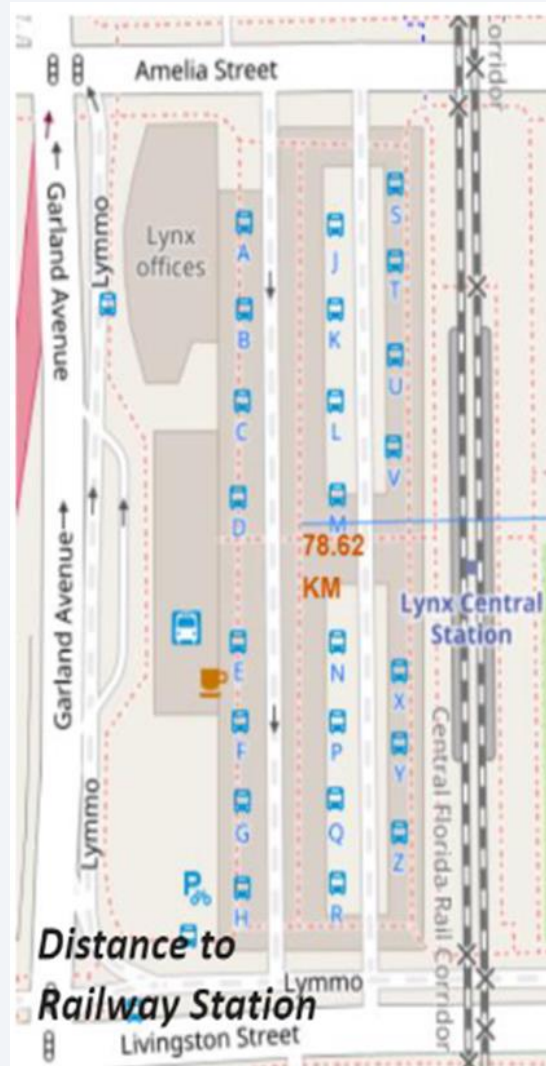 orridor
Amelia Street
Garland Avenue
Lymmo
Lynx
offices
A
B
C
D
J
K
L
M
S
T
U
V
78.62
KM
Garland Avenue
Lynx Central
Station
E
F
G
H
N
P
Q
R
X
Y
Z
Central Florida Rail Corridor
Lymmo
P
Distance to
Railway Station
Lymmo
Livingston Street